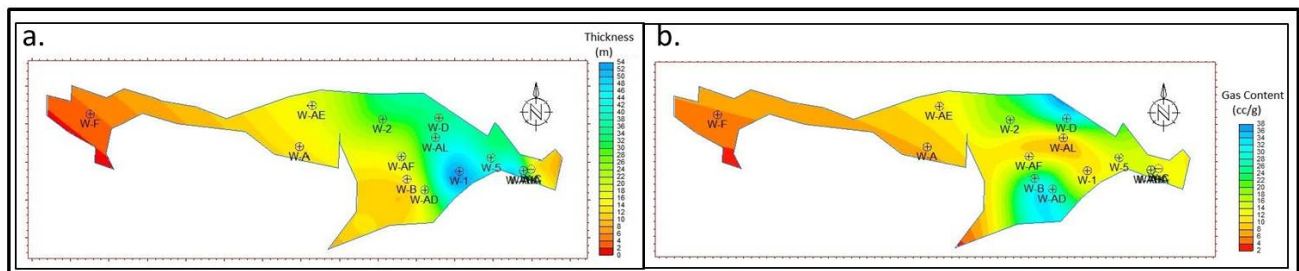 a.
Thickness
(m)
54
52
50
48
46
44
42
40
38
36
34
32
30
28
26
24
22
20
18
16
14
12
10
8
6
4
2
0
N
W-F
W-AE
W-A
W-2
W-D
W-AL
W-AF
W-5
W-1
W-B
W-AD
b.
Gas Content
(cc/g)
38
36
34
32
30
28
26
24
22
20
18
16
14
12
10
8
6
4
2
N
W-F
W-AE
W-A
W-2
W-D
W-AL
W-AF
W-5
W-1
W-B
W-AD